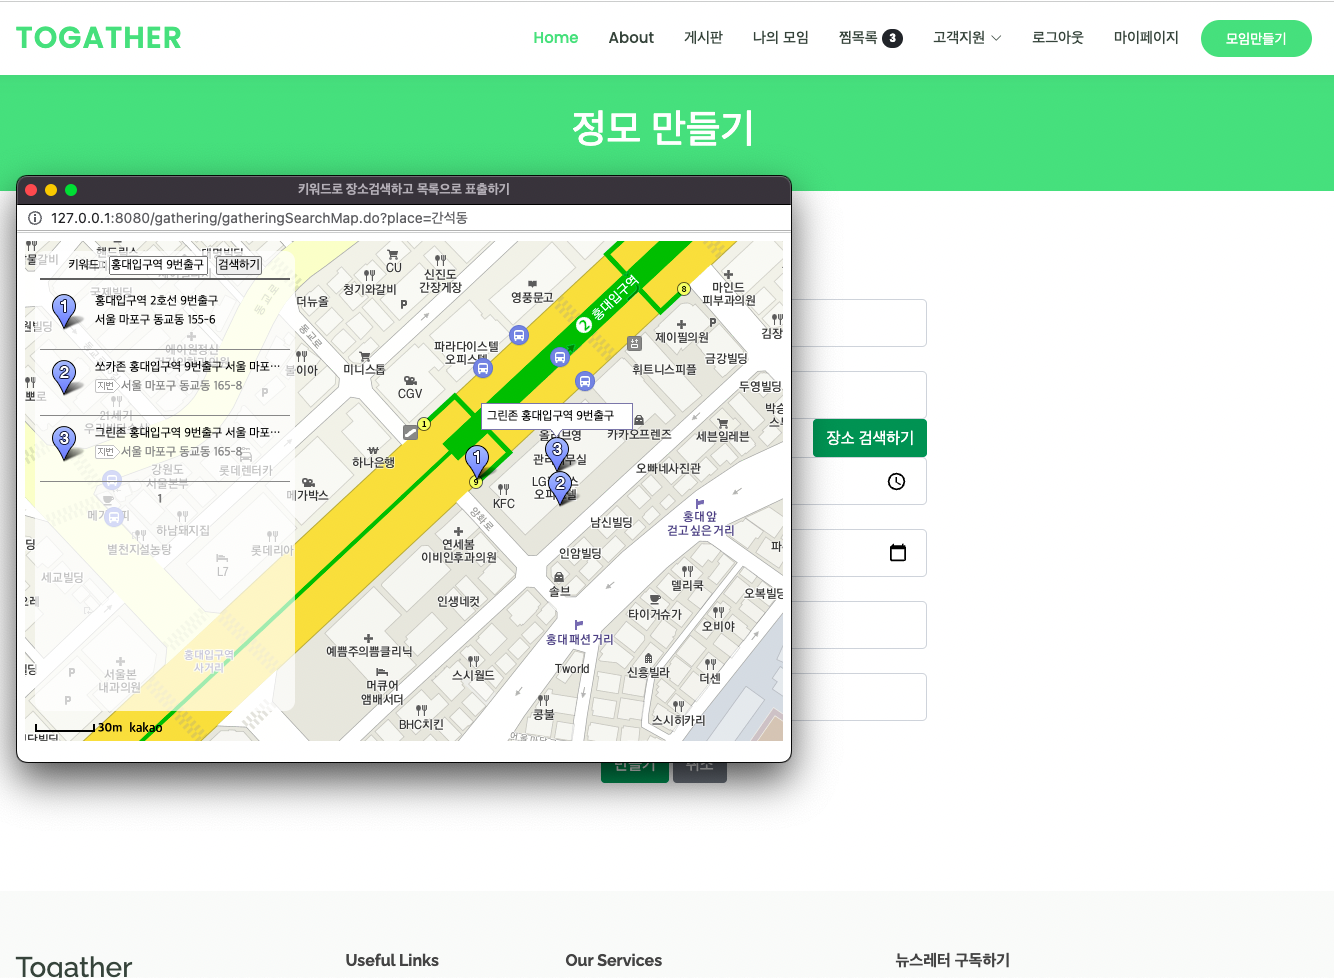 TOGATHER
Home About 게시판 나의 모임 찜목록 3 고객지원 로그아웃 마이페이지 모임만들기
정모 만들기
키워드로 장소검색하고 목록으로 표출하기
127.0.0.1:8080/gathering/gatheringSearchMap.do?place=간석동
키워드 : 홍대입구역 9번출구 검색하기
1 홍대입구역 2호선 9번출구
서울 마포구 동교동 155-6
2 쏘카존 홍대입구역 9번출구 서울 마포…
지번 서울 마포구 동교동 165-8
3 그린존 홍대입구역 9번출구 서울 마포…
지번 서울 마포구 동교동 165-8
1
CU
신진도
간장게장
청기와갈비
더뉴올
영풍문고
2 홍대입구역
8
마인드
피부과의원
제이필의원
김장
금강빌딩
동교로
파라다이스텔
오피스텔
미니스톱
CGV
휘트니스피플
두영빌딩
그린존 홍대입구역 9번출구
카카오프렌즈
세븐일레븐
장소 검색하기
1
하나은행
메가박스
1
3
2
9
KFC
오빠네사진관
홍대앞
걷고싶은거리
남신빌딩
양화로
연세봄
이비인후과의원
인암빌딩
솔브
델리쿡
오복빌딩
인생네컷
타이거슈가
오비야
홍대패션거리
예쁨주의쁨클리닉
Tworld
신흥빌라
더센
스시월드
머큐어
앰배서더
BHC치킨
콩불
스시히카리
강원도
서울본부
롯데렌터카
하남돼지집
별천지설농탕
롯데리아
L7
세교빌딩
홍대입구역
사거리
서울본
내과의원
30m kakao
만들기 취소
Togather
Useful Links
Our Services
뉴스레터 구독하기